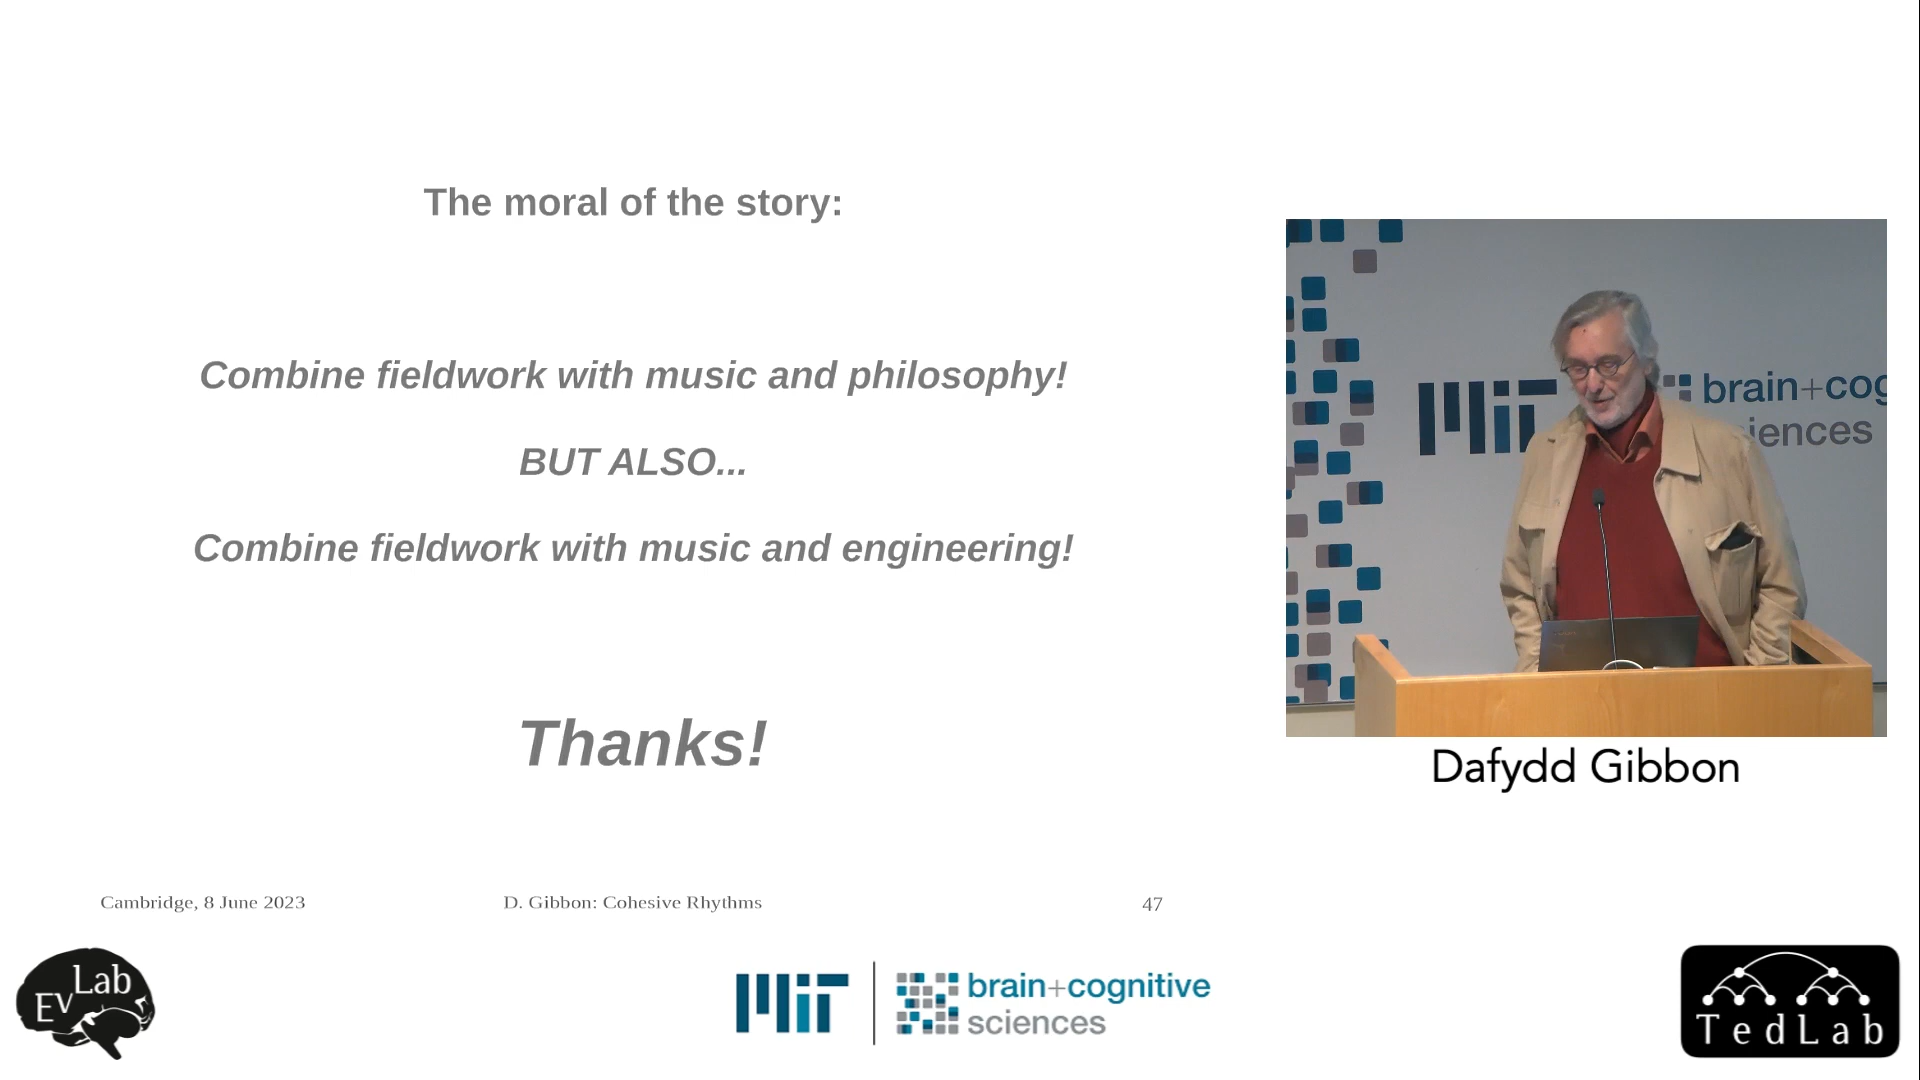 The moral of the story:
Combine fieldwork with music and philosophy!
BUT ALSO...
Combine fieldwork with music and engineering!
Thanks!
MIT
brain+cog
iences
Dafydd Gibbon
Cambridge, 8 June 2023
D. Gibbon: Cohesive Rhythms
47
EvLab
MIT
brain+cognitive
sciences
TedLab